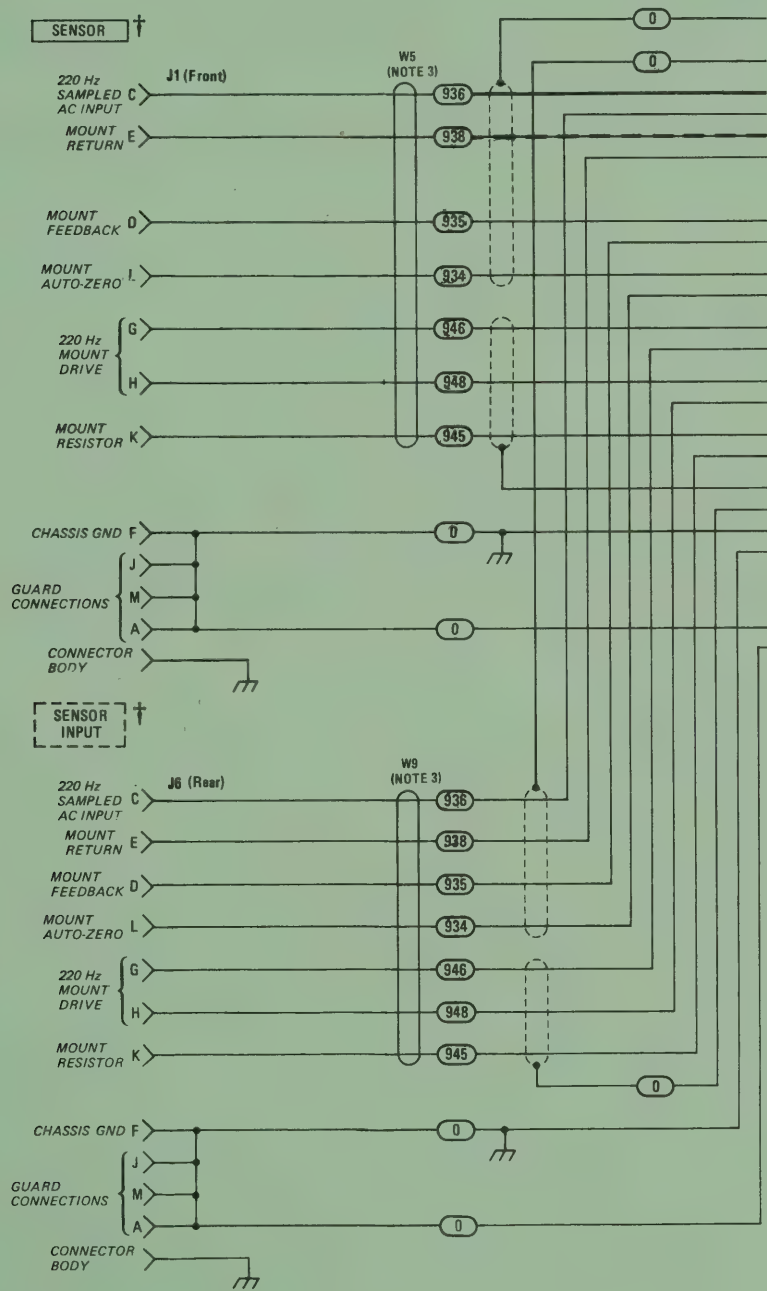 0
SENSOR †
0
W5
(NOTE 3)
220 Hz
SAMPLED C
AC INPUT
J1 (Front)
936
MOUNT
RETURN E
938
MOUNT
FEEDBACK D
935
MOUNT
AUTO-ZERO L
934
220 Hz
MOUNT
DRIVE
G
946
H
948
MOUNT
RESISTOR K
945
CHASSIS GND F
0
GUARD
CONNECTIONS
J
M
A
0
CONNECTOR
BODY
SENSOR
INPUT †
W9
(NOTE 3)
220 Hz
SAMPLED C
AC INPUT
J6 (Rear)
936
MOUNT
RETURN E
938
MOUNT
FEEDBACK D
935
MOUNT
AUTO-ZERO L
934
220 Hz
MOUNT
DRIVE
G
946
H
948
MOUNT
RESISTOR K
945
0
CHASSIS GND F
0
GUARD
CONNECTIONS
J
M
A
0
CONNECTOR
BODY